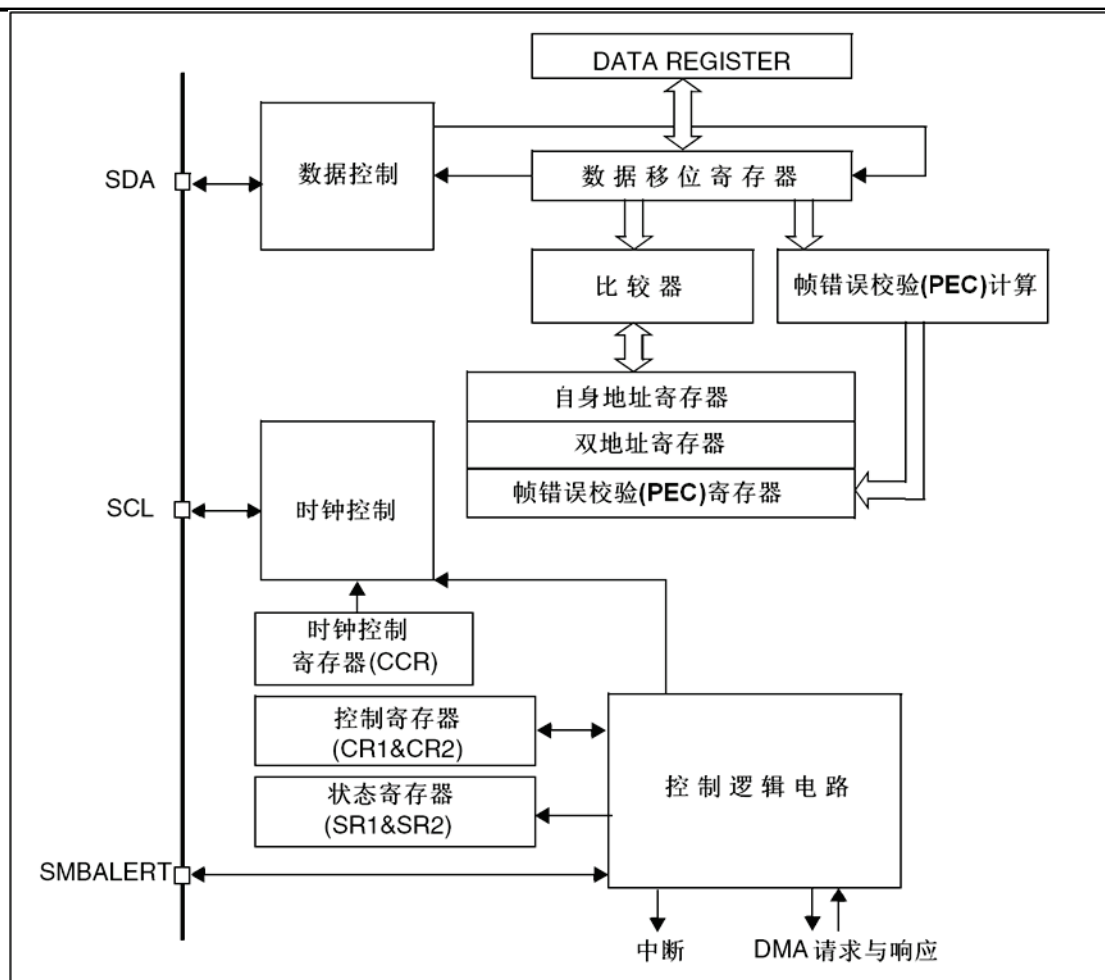 DATA REGISTER
SDA
数据控制
数据移位寄存器
比较器
帧错误校验(PEC)计算
自身地址寄存器
双地址寄存器
帧错误校验(PEC)寄存器
SCL
时钟控制
时钟控制
寄存器(CCR)
控制寄存器
(CR1&CR2)
状态寄存器
(SR1&SR2)
控制逻辑电路
SMBALERT
中断
DMA 请求与响应